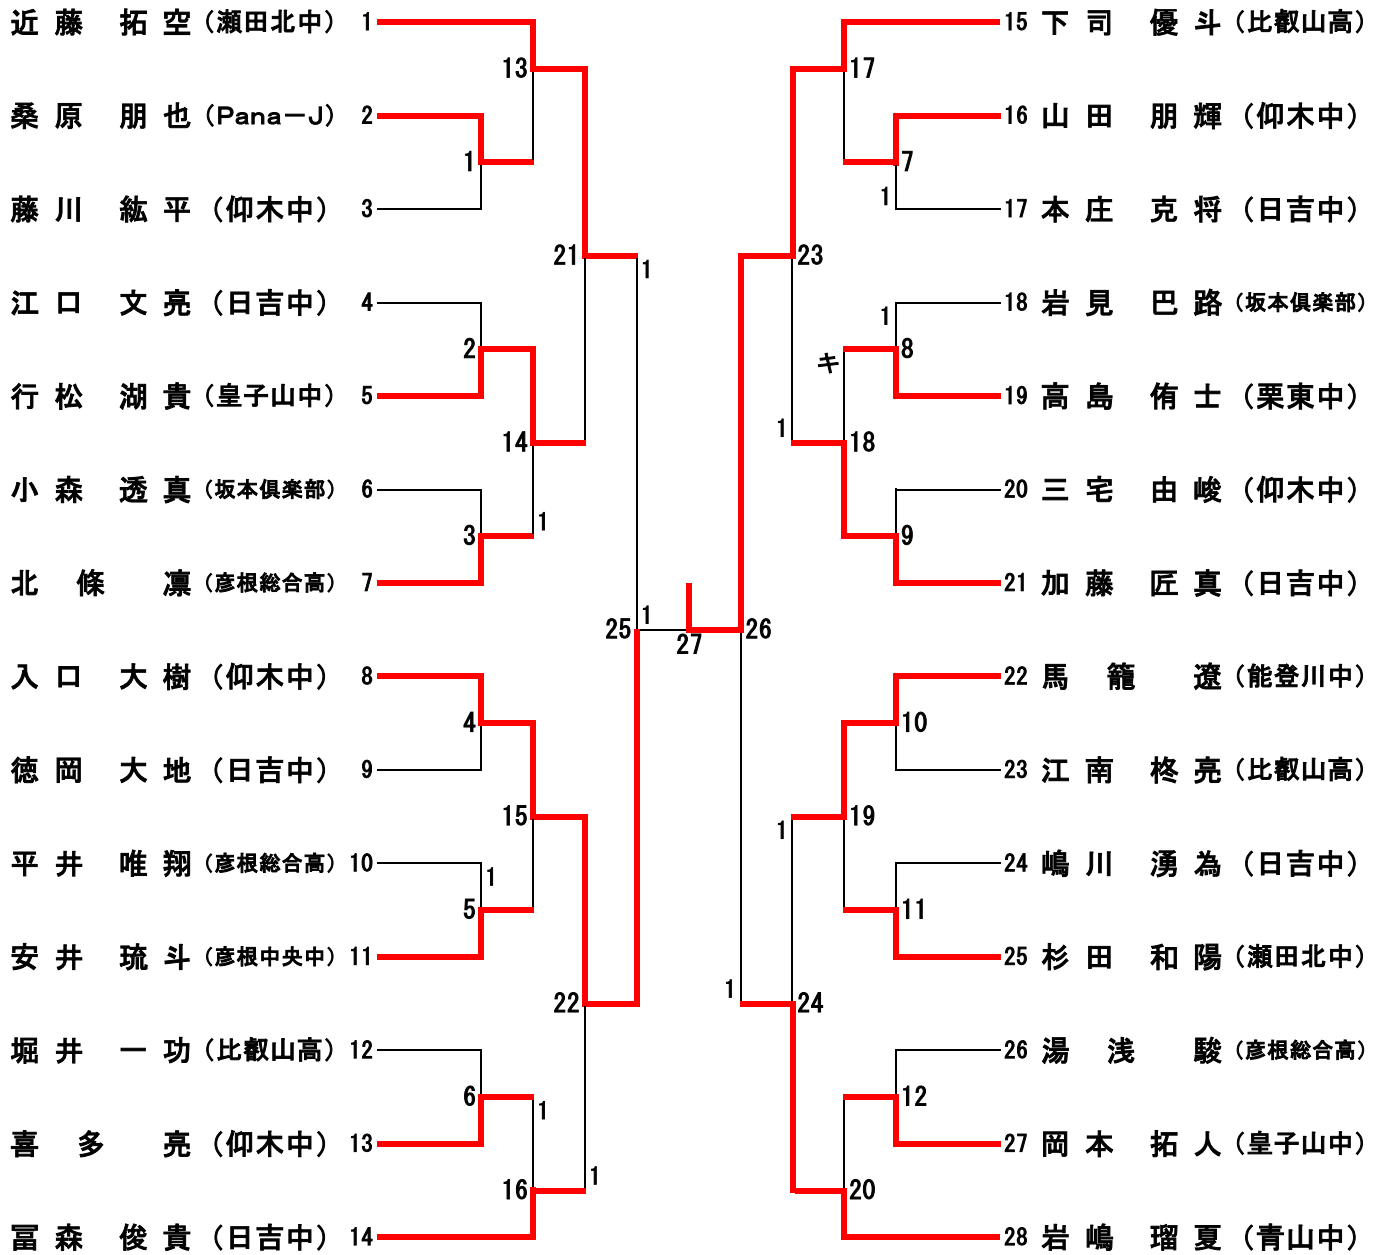 近藤 拓空 (瀬田北中) 1
桑原 朋也 (Pana－J) 2
藤川 紘平 (仰木中) 3
江口 文亮 (日吉中) 4
行松 湖貴 (皇子山中) 5
小森 透真 (坂本倶楽部) 6
北條 凛 (彦根総合高) 7
入口 大樹 (仰木中) 8
徳岡 大地 (日吉中) 9
平井 唯翔 (彦根総合高) 10
安井 琉斗 (彦根中央中) 11
堀井 一功 (比叡山高) 12
喜多 亮 (仰木中) 13
冨森 俊貴 (日吉中) 14
13
1
21
1
2
14
3
1
25
1
4
15
1
5
22
6
1
16
1
27
15 下司 優斗 (比叡山高)
16 山田 朋輝 (仰木中)
17 本庄 克将 (日吉中)
18 岩見 巴路 (坂本倶楽部)
19 高島 侑士 (栗東中)
20 三宅 由峻 (仰木中)
21 加藤 匠真 (日吉中)
22 馬籠 遼 (能登川中)
23 江南 柊亮 (比叡山高)
24 嶋川 湧為 (日吉中)
25 杉田 和陽 (瀬田北中)
26 湯浅 駿 (彦根総合高)
27 岡本 拓人 (皇子山中)
28 岩嶋 瑠夏 (青山中)
17
7
1
23
1
8
キ
1
18
9
26
10
1
19
11
1
24
12
20